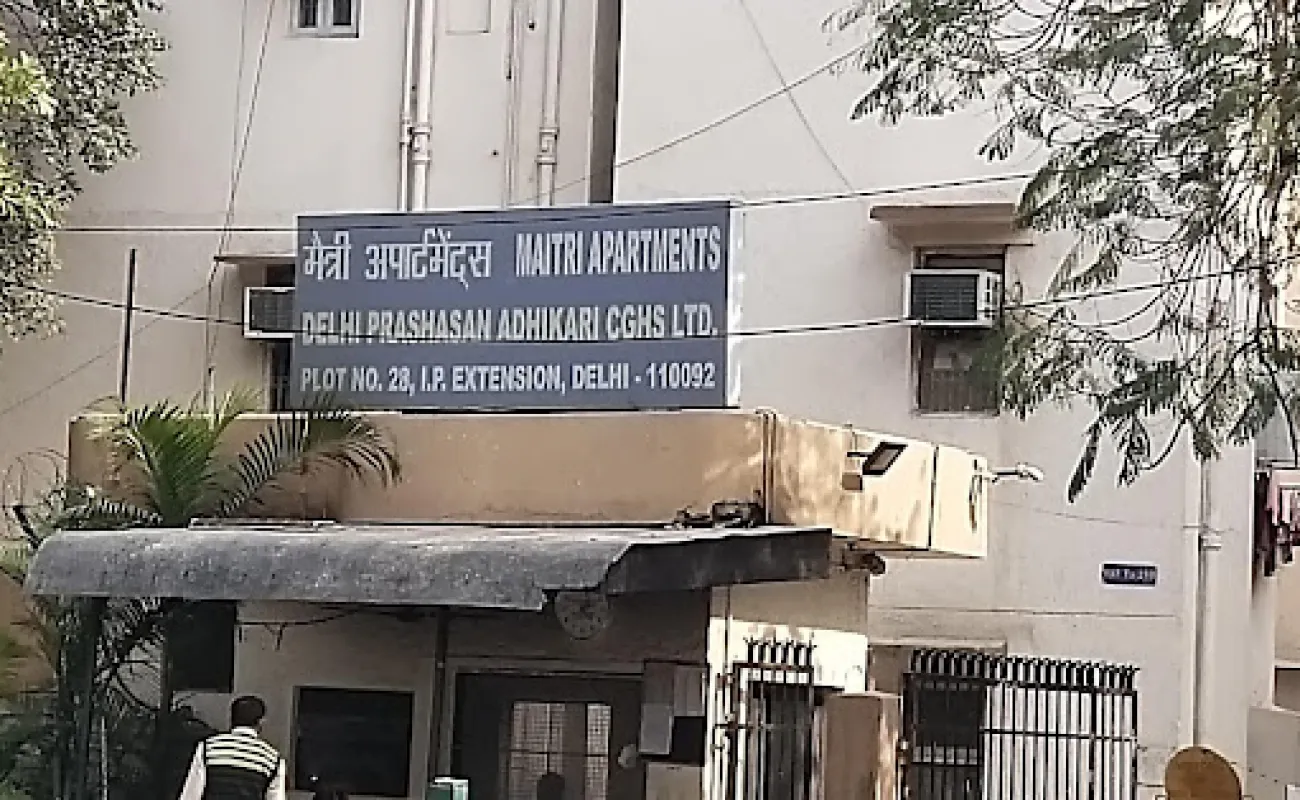 मैत्री अपार्टमेंट्स MAITRI APARTMENTS
DELHI PRASHASAN ADHIKARI CGHS LTD.
PLOT NO. 28, I.P. EXTENSION, DELHI - 110092